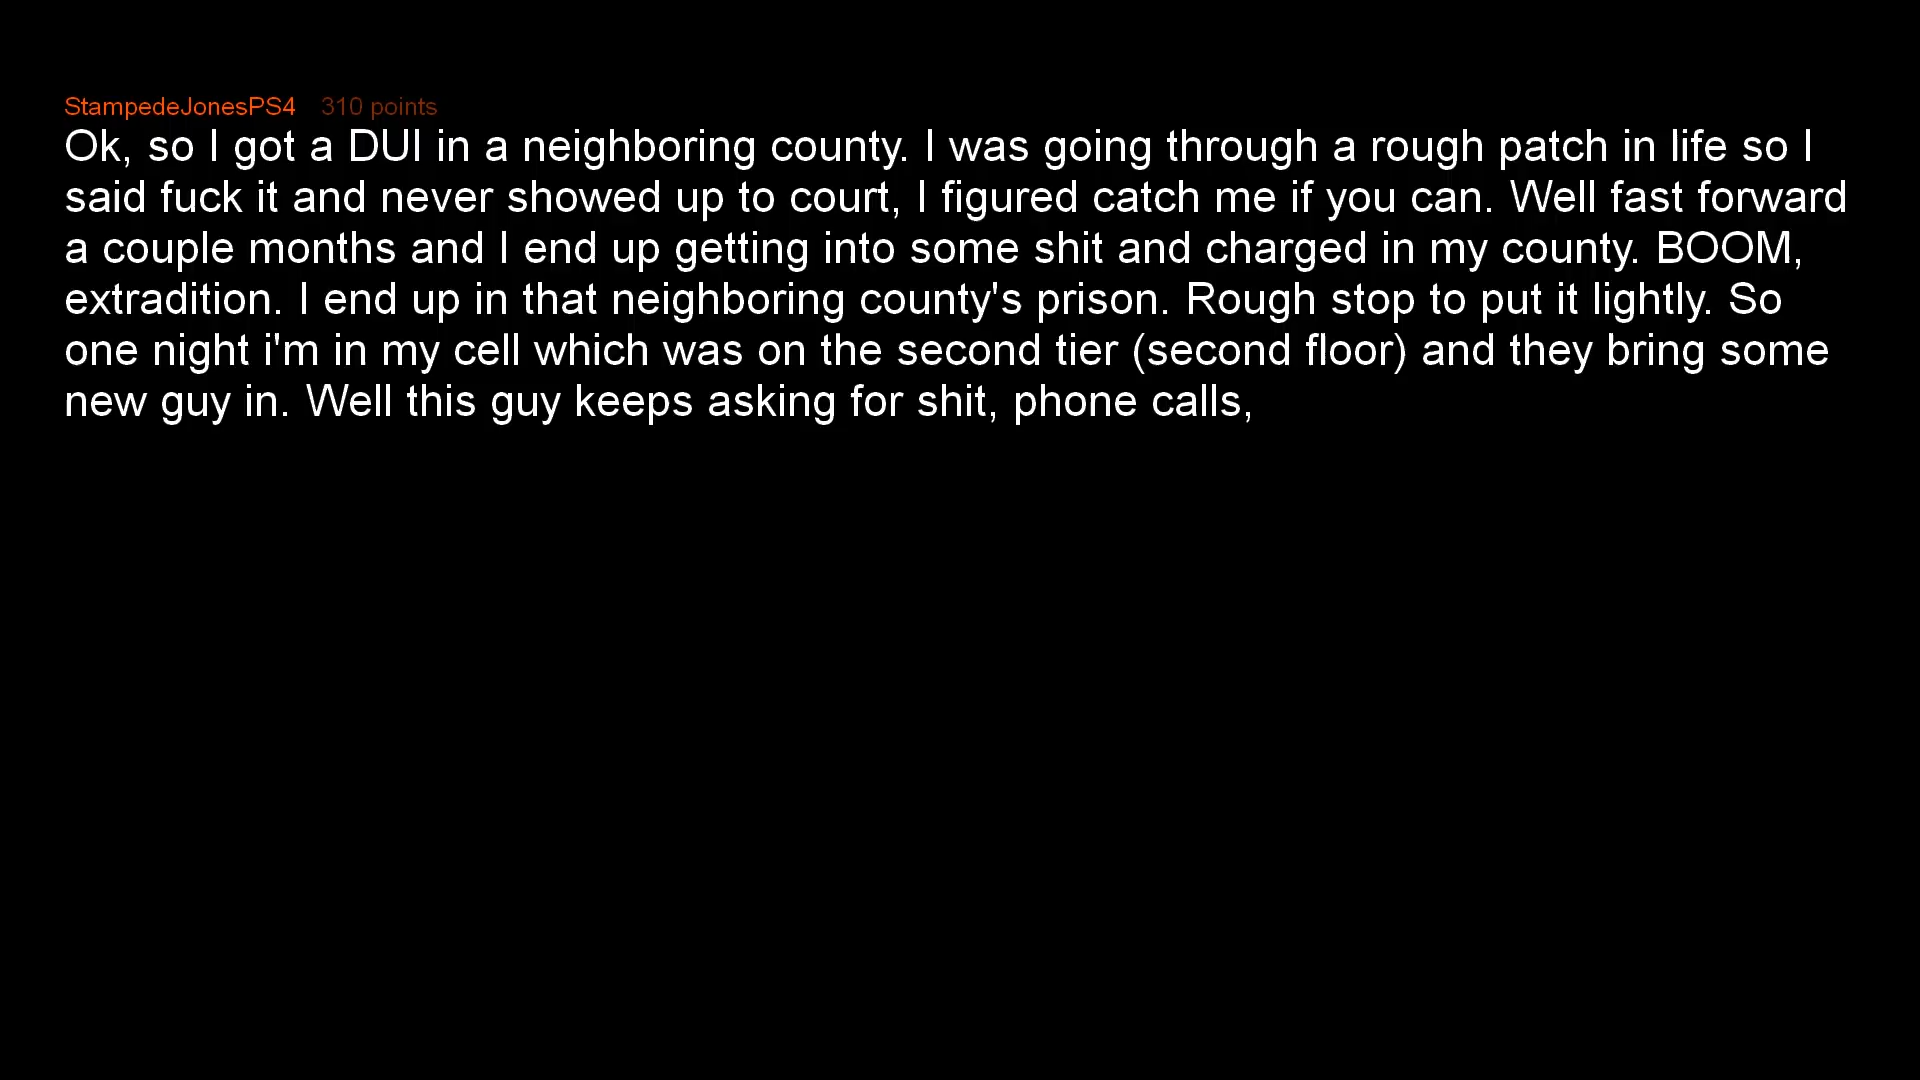 StampedeJonesPS4 310 points
Ok, so I got a DUI in a neighboring county. I was going through a rough patch in life so I
said fuck it and never showed up to court, I figured catch me if you can. Well fast forward
a couple months and I end up getting into some shit and charged in my county. BOOM,
extradition. I end up in that neighboring county's prison. Rough stop to put it lightly. So
one night i'm in my cell which was on the second tier (second floor) and they bring some
new guy in. Well this guy keeps asking for shit, phone calls,